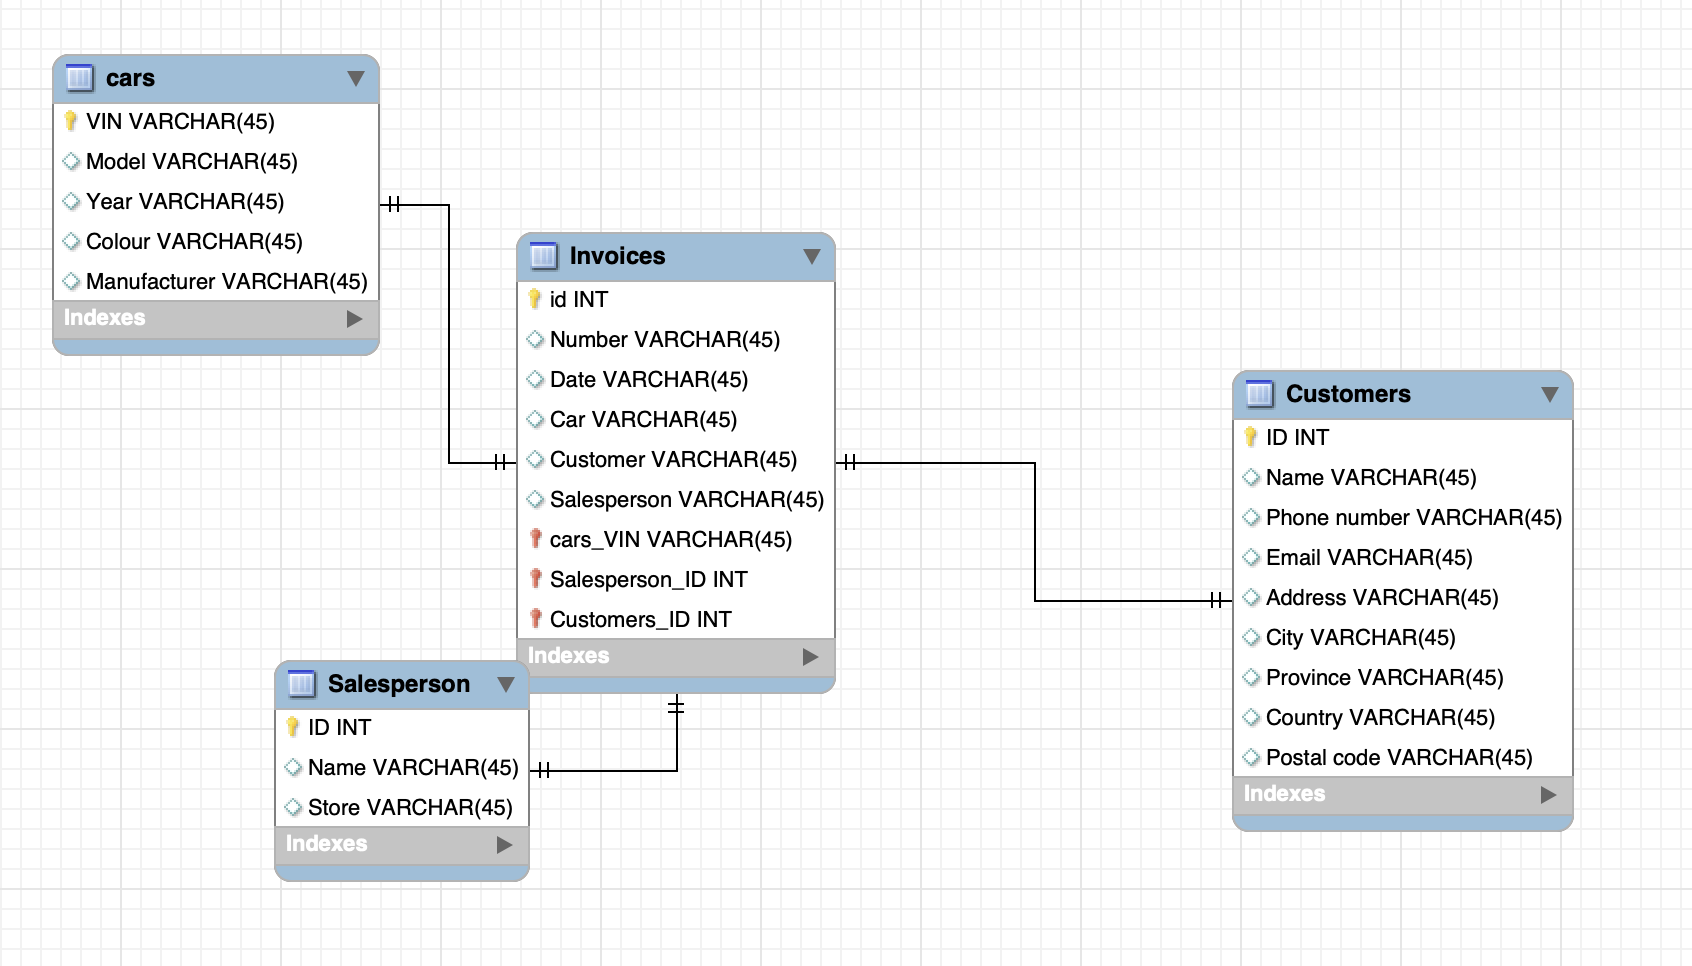 cars
VIN VARCHAR(45)
Model VARCHAR(45)
Year VARCHAR(45)
Colour VARCHAR(45)
Manufacturer VARCHAR(45)
Indexes
Invoices
id INT
Number VARCHAR(45)
Date VARCHAR(45)
Car VARCHAR(45)
Customer VARCHAR(45)
Salesperson VARCHAR(45)
cars_VIN VARCHAR(45)
Salesperson_ID INT
Customers_ID INT
Indexes
Salesperson
ID INT
Name VARCHAR(45)
Store VARCHAR(45)
Indexes
Customers
ID INT
Name VARCHAR(45)
Phone number VARCHAR(45)
Email VARCHAR(45)
Address VARCHAR(45)
City VARCHAR(45)
Province VARCHAR(45)
Country VARCHAR(45)
Postal code VARCHAR(45)
Indexes